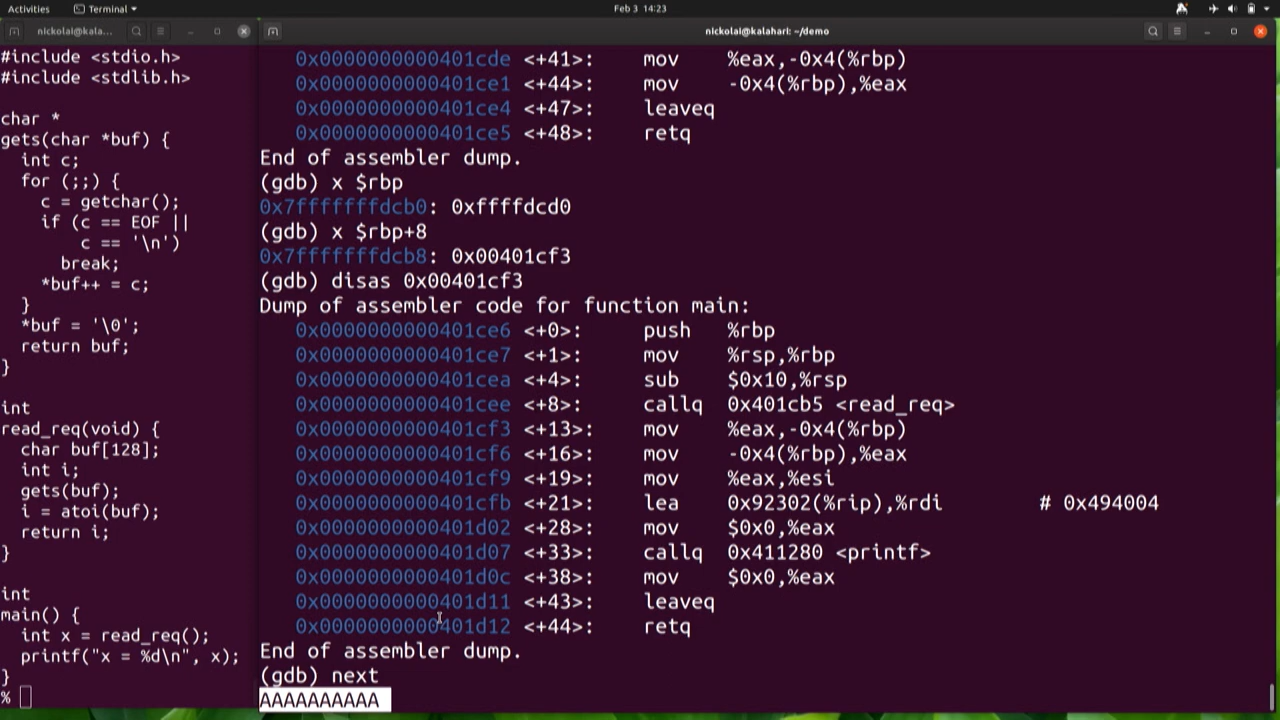 Activities
Terminal
Feb 3 14:23
nickolai@kala...
nickolai@kalahari: ~/demo
#include <stdio.h>
#include <stdlib.h>
char *
gets(char *buf) {
int c;
for (;;) {
c = getchar();
if (c == EOF ||
c == '\n')
break;
*buf++ = c;
}
*buf = '\0';
return buf;
}
int
read_req(void) {
char buf[128];
int i;
gets(buf);
i = atoi(buf);
return i;
}
int
main() {
int x = read_req();
printf("x = %d\n", x);
}
%
0x0000000000401cde <+41>: mov %eax,-0x4(%rbp)
0x0000000000401ce1 <+44>: mov -0x4(%rbp),%eax
0x0000000000401ce4 <+47>: leaveq
0x0000000000401ce5 <+48>: retq
End of assembler dump.
(gdb) x $rbp
0x7fffffffdcb0: 0xffffdcd0
(gdb) x $rbp+8
0x7fffffffdcb8: 0x00401cf3
(gdb) disas 0x00401cf3
Dump of assembler code for function main:
0x0000000000401ce6 <+0>: push %rbp
0x0000000000401ce7 <+1>: mov %rsp,%rbp
0x0000000000401cea <+4>: sub $0x10,%rsp
0x0000000000401cee <+8>: callq 0x401cb5 <read_req>
0x0000000000401cf3 <+13>: mov %eax,-0x4(%rbp)
0x0000000000401cf6 <+16>: mov -0x4(%rbp),%eax
0x0000000000401cf9 <+19>: mov %eax,%esi
0x0000000000401cfb <+21>: lea 0x92302(%rip),%rdi # 0x494004
0x0000000000401d02 <+28>: mov $0x0,%eax
0x0000000000401d07 <+33>: callq 0x411280 <printf>
0x0000000000401d0c <+38>: mov $0x0,%eax
0x0000000000401d11 <+43>: leaveq
0x0000000000401d12 <+44>: retq
End of assembler dump.
(gdb) next
AAAAAAAAAA